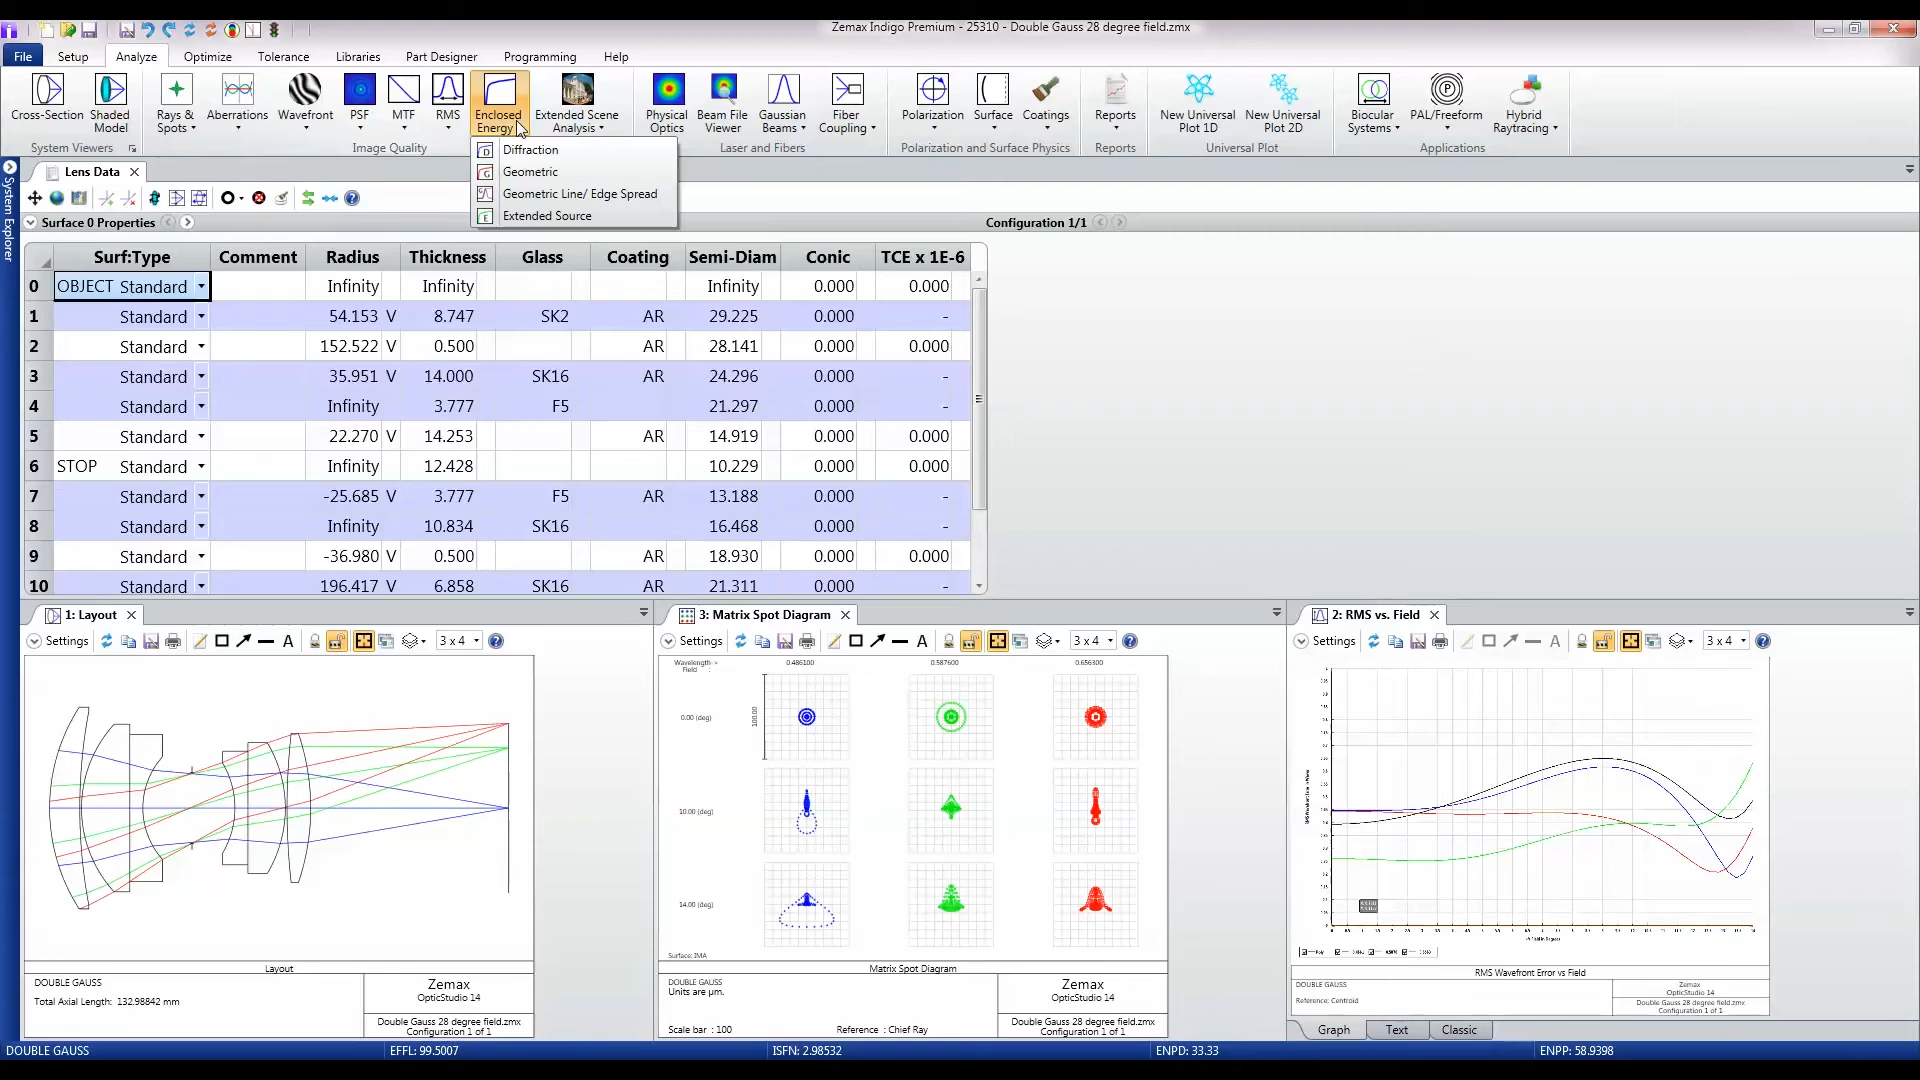 Zemax Indigo Premium - 25310 - Double Gauss 28 degree field.zmx
File Setup Analyze Optimize Tolerance Libraries Part Designer Programming Help
Cross-Section Shaded Model Rays & Spots Aberrations Wavefront PSF MTF RMS Enclosed Energy Extended Scene Analysis Physical Optics Beam File Viewer Gaussian Beams Fiber Coupling Polarization Surface Coatings Reports New Universal Plot 1D New Universal Plot 2D Biocular Systems PAL/Freeform Hybrid Raytracing
System Viewers Image Quality Laser and Fibers Polarization and Surface Physics Reports Universal Plot Applications
Diffraction
Geometric
Geometric Line/ Edge Spread
Extended Source
System Explorer
Lens Data
Surface 0 Properties Configuration 1/1
Surf:Type Comment Radius Thickness Glass Coating Semi-Diam Conic TCE x 1E-6
0 OBJECT Standard Infinity Infinity Infinity 0.000 0.000
1 Standard 54.153 V 8.747 SK2 AR 29.225 0.000 -
2 Standard 152.522 V 0.500 AR 28.141 0.000 0.000
3 Standard 35.951 V 14.000 SK16 AR 24.296 0.000 -
4 Standard Infinity 3.777 F5 21.297 0.000 -
5 Standard 22.270 V 14.253 AR 14.919 0.000 0.000
6 STOP Standard Infinity 12.428 10.229 0.000 0.000
7 Standard -25.685 V 3.777 F5 AR 13.188 0.000 -
8 Standard Infinity 10.834 SK16 16.468 0.000 -
9 Standard -36.980 V 0.500 AR 18.930 0.000 0.000
10 Standard 196.417 V 6.858 SK16 AR 21.311 0.000 -
1: Layout
Settings A 3 x 4
Layout
DOUBLE GAUSS
Total Axial Length: 132.98842 mm
Zemax
OpticStudio 14
Double Gauss 28 degree field.zmx
Configuration 1 of 1
3: Matrix Spot Diagram
Settings A 3 x 4
Wavelength-> 0.486100 0.587600 0.656300
Field :
0.00 (deg)
100.00
10.00 (deg)
14.00 (deg)
Surface: IMA
Matrix Spot Diagram
DOUBLE GAUSS
Units are µm.
Scale bar : 100 Reference : Chief Ray
Zemax
OpticStudio 14
Double Gauss 28 degree field.zmx
Configuration 1 of 1
2: RMS vs. Field
Settings A 3 x 4
RMS Wavefront Error vs Field
DOUBLE GAUSS
Reference: Centroid
Zemax
OpticStudio 14
Double Gauss 28 degree field.zmx
Configuration 1 of 1
Graph Text Classic
DOUBLE GAUSS EFFL: 99.5007 ISFN: 2.98532 ENPD: 33.33 ENPP: 58.9398